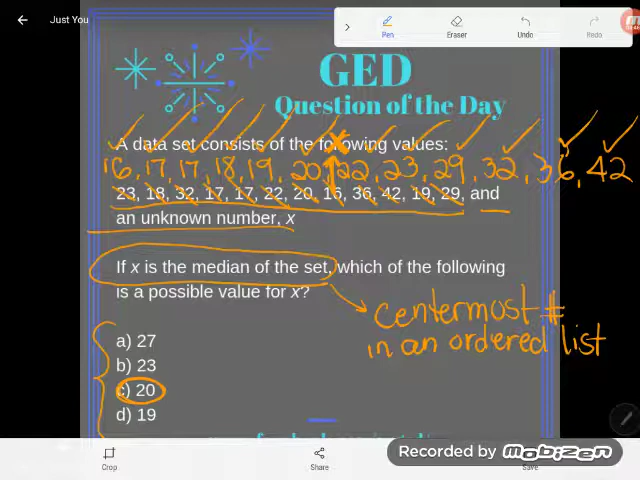 Just You
Pen
Eraser
Undo
Redo
GED
Question of the Day
A data set consists of the following values:
16, 17, 17, 18, 19, 20, 22, 23, 29, 32, 36, 42
23, 18, 32, 17, 17, 22, 20, 16, 36, 42, 19, 29, and
an unknown number, x
If x is the median of the set, which of the following
is a possible value for x?
centermost #
in an ordered list
a) 27
b) 23
c) 20
d) 19
Crop
Share
Save
Recorded by mobizen